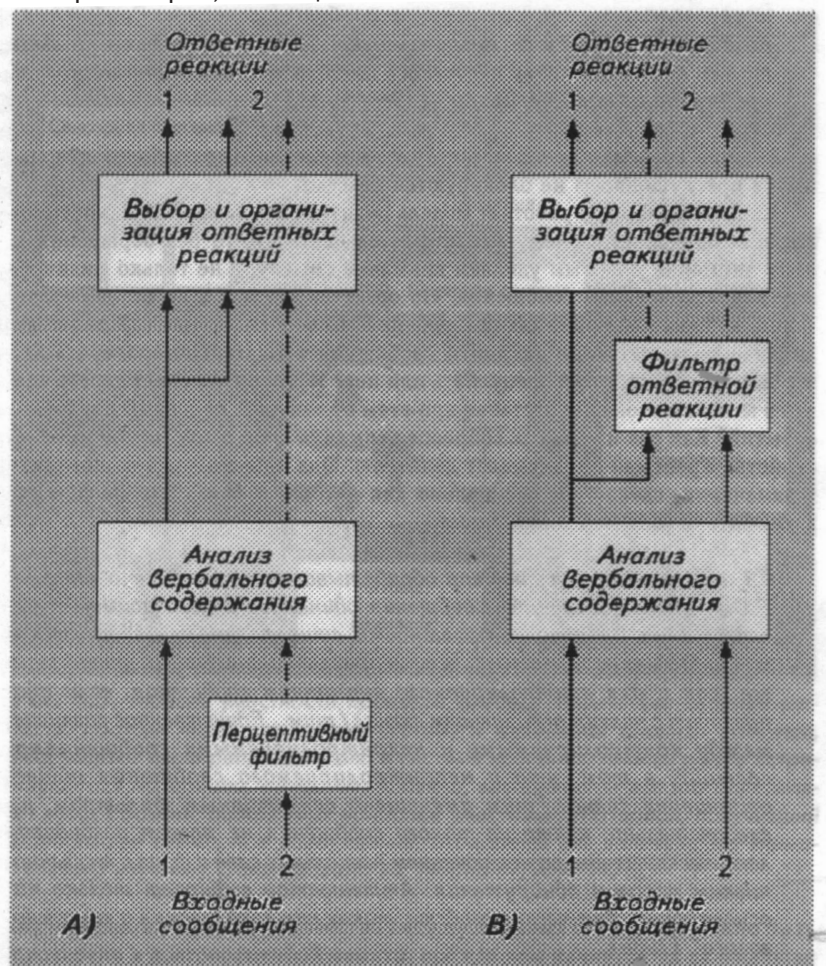 Ответные
реакции
1 2
Выбор и органи-
зация ответных
реакций
Анализ
вербального
содержания
Перцептивный
фильтр
1 2
Входные
сообщения
А)
Ответные
реакции
1 2
Выбор и органи-
зация ответных
реакций
Фильтр
ответной
реакции
Анализ
вербального
содержания
1 2
Входные
сообщения
В)